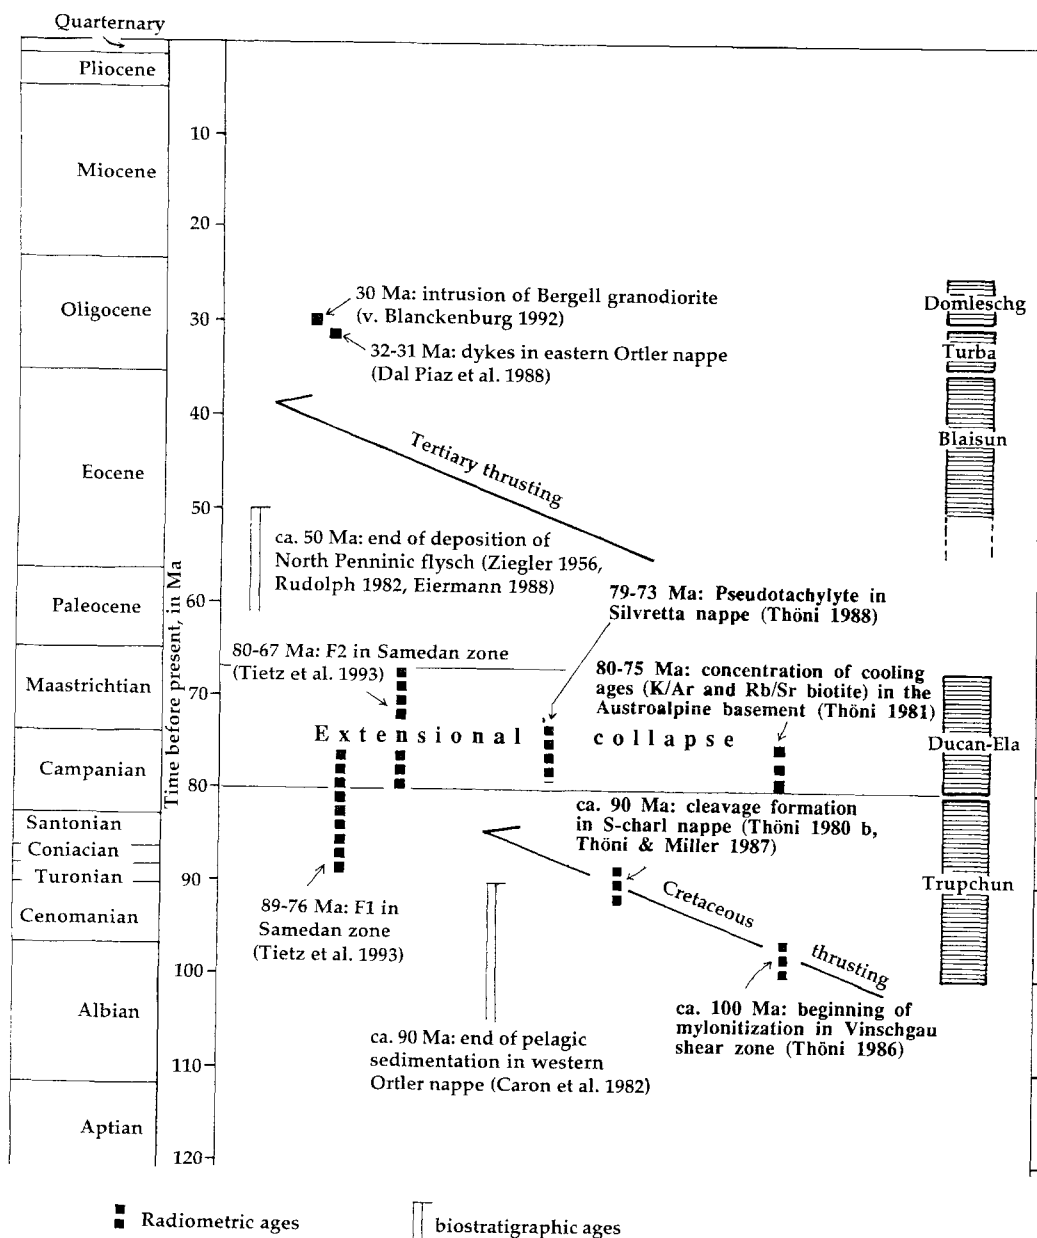 Quarternary
Pliocene
Miocene
Oligocene
Eocene
Paleocene
Maastrichtian
Campanian
Santonian
Coniacian
Turonian
Cenomanian
Albian
Aptian
Time before present, in Ma
10
20
30
40
50
60
70
80
90
100
110
120
30 Ma: intrusion of Bergell granodiorite
(v. Blanckenburg 1992)
32-31 Ma: dykes in eastern Ortler nappe
(Dal Piaz et al. 1988)
Tertiary thrusting
ca. 50 Ma: end of deposition of
North Penninic flysch (Ziegler 1956,
Rudolph 1982, Eiermann 1988)
79-73 Ma: Pseudotachylyte in
Silvretta nappe (Thöni 1988)
80-67 Ma: F2 in Samedan zone
(Tietz et al. 1993)
80-75 Ma: concentration of cooling
ages (K/Ar and Rb/Sr biotite) in the
Austroalpine basement (Thöni 1981)
Extensional collapse
ca. 90 Ma: cleavage formation
in S-charl nappe (Thöni 1980 b,
Thöni & Miller 1987)
Cretaceous thrusting
89-76 Ma: F1 in
Samedan zone
(Tietz et al. 1993)
ca. 90 Ma: end of pelagic
sedimentation in western
Ortler nappe (Caron et al. 1982)
ca. 100 Ma: beginning of
mylonitization in Vinschgau
shear zone (Thöni 1986)
Domleschg
Turba
Blaisun
Ducan-Ela
Trupchun
Radiometric ages
biostratigraphic ages